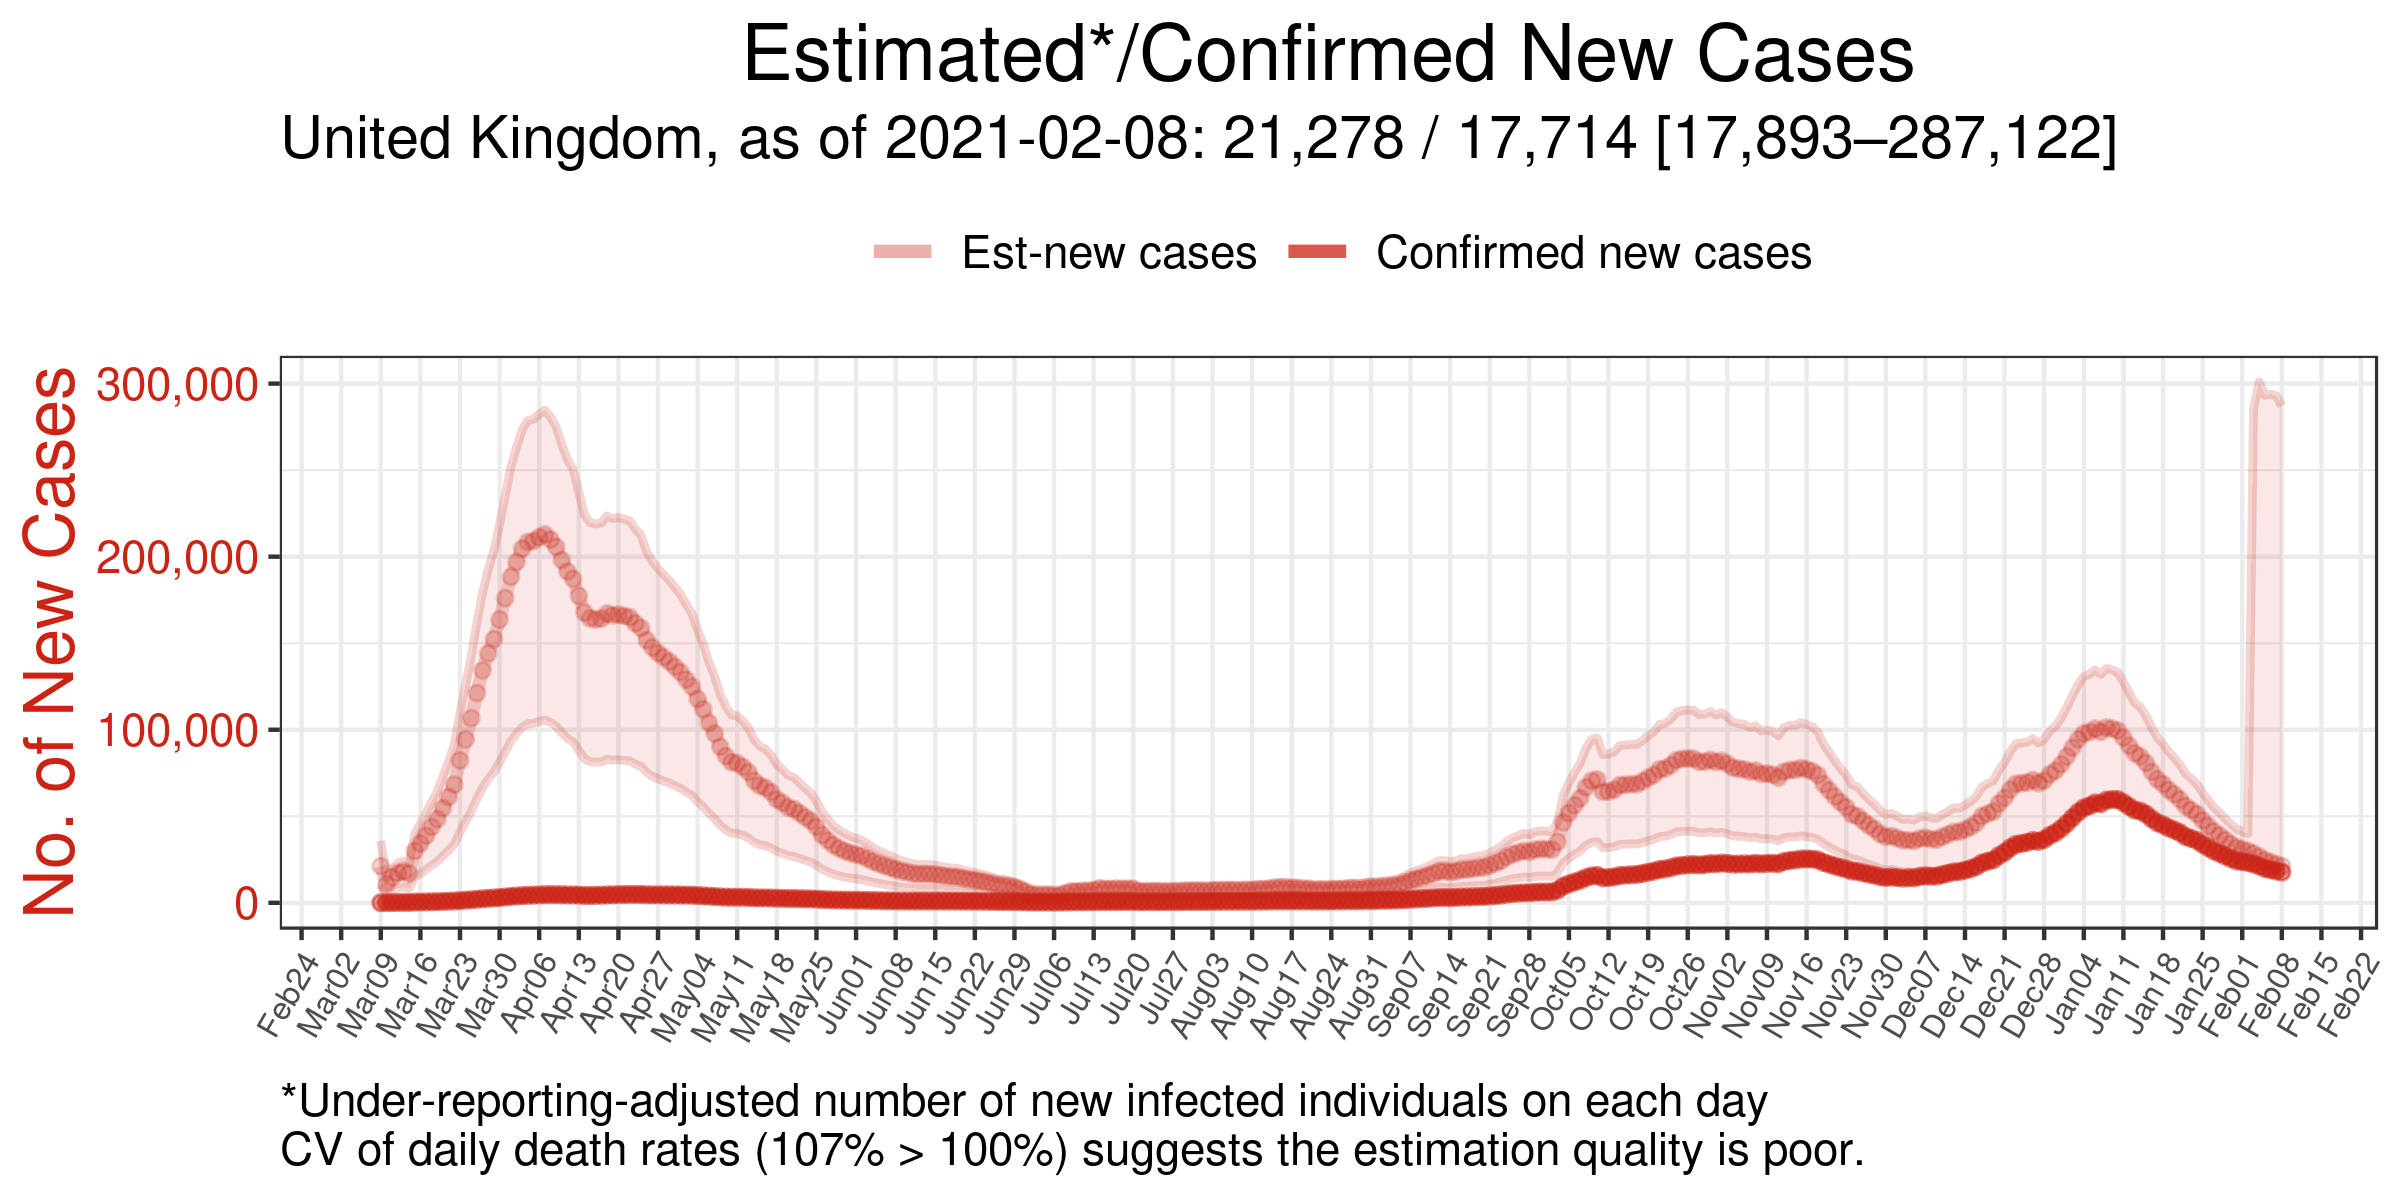 Estimated*/Confirmed New Cases
United Kingdom, as of 2021-02-08: 21,278 / 17,714 [17,893–287,122]
Est-new cases
Confirmed new cases
No. of New Cases
300,000
200,000
100,000
0
Feb24
Mar02
Mar09
Mar16
Mar23
Mar30
Apr06
Apr13
Apr20
Apr27
May04
May11
May18
May25
Jun01
Jun08
Jun15
Jun22
Jun29
Jul06
Jul13
Jul20
Jul27
Aug03
Aug10
Aug17
Aug24
Aug31
Sep07
Sep14
Sep21
Sep28
Oct05
Oct12
Oct19
Oct26
Nov02
Nov09
Nov16
Nov23
Nov30
Dec07
Dec14
Dec21
Dec28
Jan04
Jan11
Jan18
Jan25
Feb01
Feb08
Feb15
Feb22
*Under-reporting-adjusted number of new infected individuals on each day
CV of daily death rates (107% > 100%) suggests the estimation quality is poor.